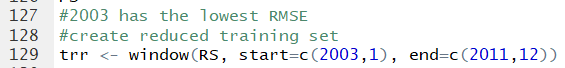 127 #2003 has the lowest RMSE
128 #create reduced training set
129 trr <- window(RS, start=c(2003,1), end=c(2011,12))